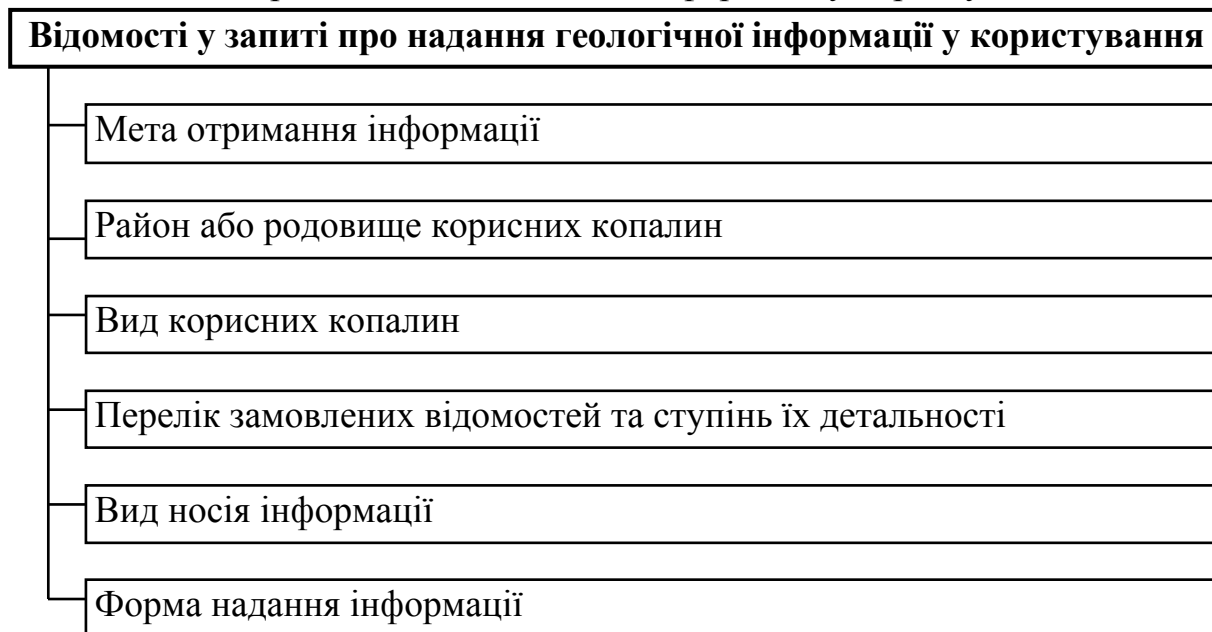 Відомості у запиті про надання геологічної інформації у користування
Мета отримання інформації
Район або родовище корисних копалин
Вид корисних копалин
Перелік замовлених відомостей та ступінь їх детальності
Вид носія інформації
Форма надання інформації